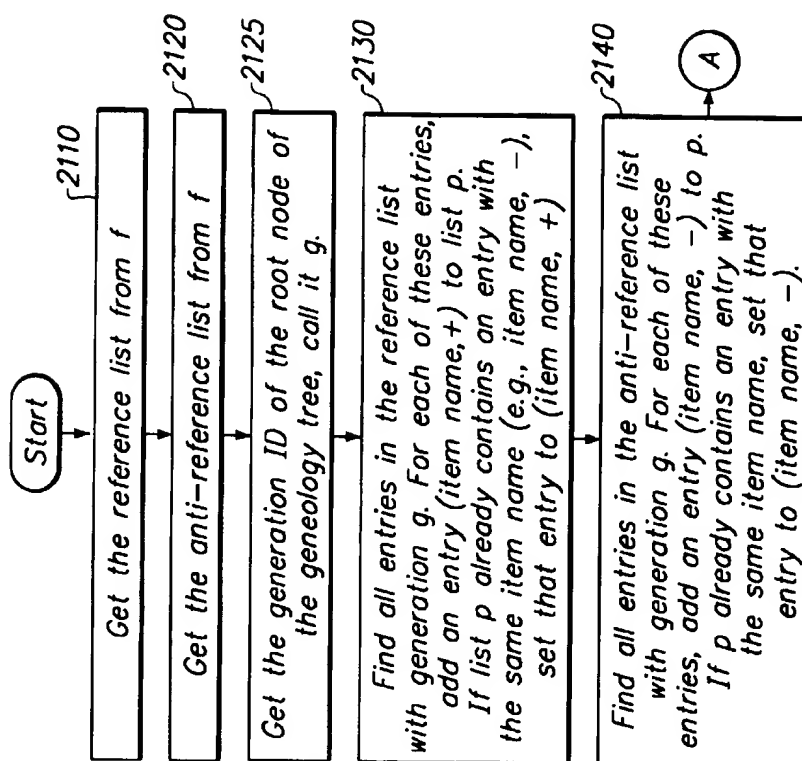 Start
2110
Get the reference list from f
2120
Get the anti-reference list from f
2125
Get the generation ID of the root node of
the geneology tree, call it g.
2130
Find all entries in the reference list
with generation g. For each of these entries,
add an entry (item name,+) to list p.
If list p already contains an entry with
the same item name (e.g., item name, -),
set that entry to (item name, +)
2140
Find all entries in the anti-reference list
with generation g. For each of these
entries, add an entry (item name, -) to p.
If p already contains an entry with
the same item name, set that
entry to (item name, -).
A